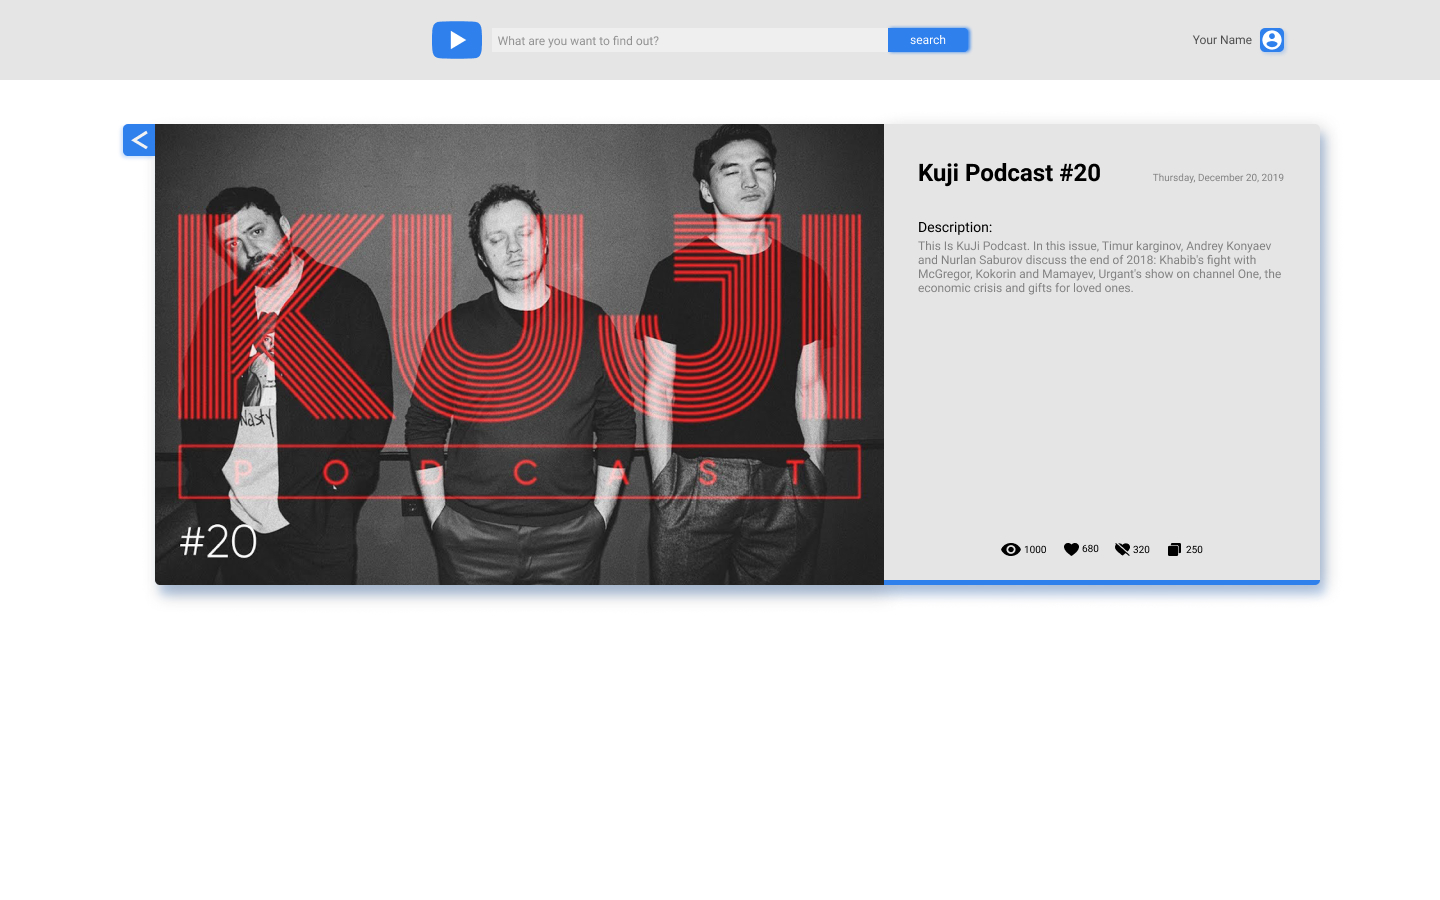 What are you want to find out?
search
Your Name
KUJI
PODCAST
Nasty
#20
Kuji Podcast #20
Thursday, December 20, 2019
Description:
This Is KuJi Podcast. In this issue, Timur karginov, Andrey Konyaev
and Nurlan Saburov discuss the end of 2018: Khabib's fight with
McGregor, Kokorin and Mamayev, Urgant's show on channel One, the
economic crisis and gifts for loved ones.
1000 680 320 250